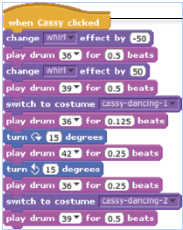 when Cassy clicked
change whirl effect by -50
play drum 36 for 0.5 beats
change whirl effect by 50
play drum 39 for 0.5 beats
switch to costume cassy-dancing-1
play drum 36 for 0.125 beats
turn 15 degrees
play drum 42 for 0.25 beats
turn 15 degrees
play drum 36 for 0.25 beats
switch to costume cassy-dancing-2
play drum 39 for 0.5 beats